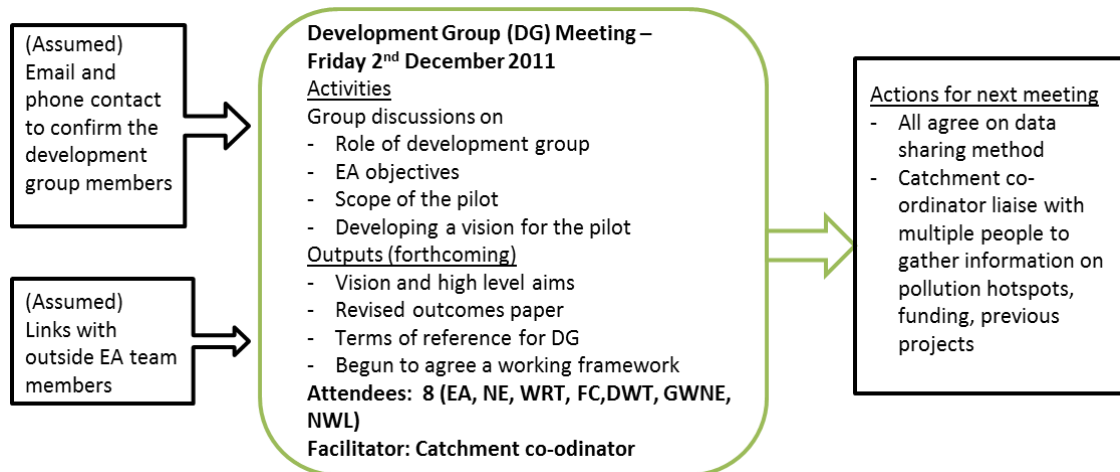 (Assumed)
Email and
phone contact
to confirm the
development
group members
(Assumed)
Links with
outside EA team
members
Development Group (DG) Meeting –
Friday 2nd December 2011
Activities
Group discussions on
- Role of development group
- EA objectives
- Scope of the pilot
- Developing a vision for the pilot
Outputs (forthcoming)
- Vision and high level aims
- Revised outcomes paper
- Terms of reference for DG
- Begun to agree a working framework
Attendees: 8 (EA, NE, WRT, FC,DWT, GWNE,
NWL)
Facilitator: Catchment co-odinator
Actions for next meeting
- All agree on data
sharing method
- Catchment co-
ordinator liaise with
multiple people to
gather information on
pollution hotspots,
funding, previous
projects